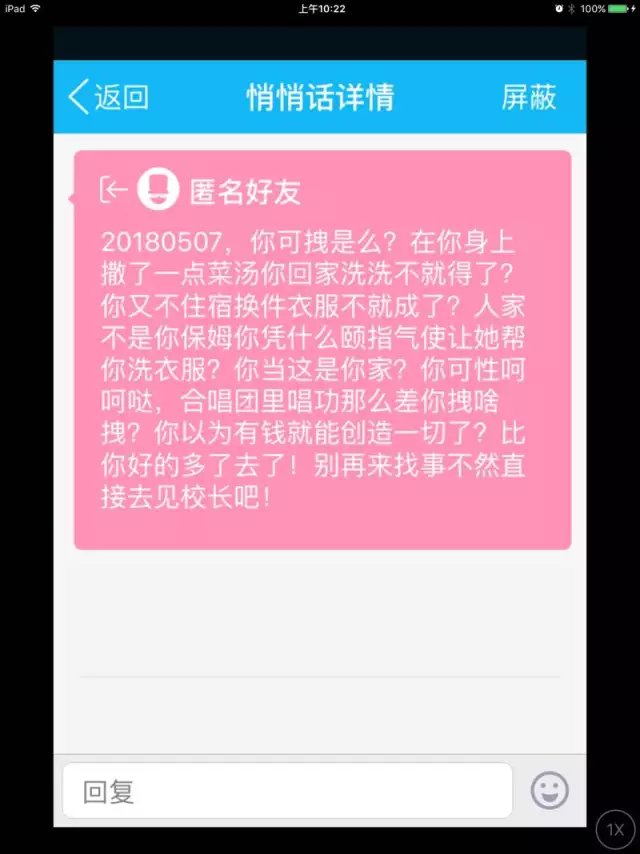 iPad 上午10:22 100%
返回 悄悄话详情 屏蔽
匿名好友
20180507，你可拽是么？在你身上
撒了一点菜汤你回家洗洗不就得了？
你又不住宿换件衣服不就成了？人家
不是你保姆你凭什么颐指气使让她帮
你洗衣服？你当这是你家？你可性呵
呵哒，合唱团里唱功那么差你拽啥
拽？你以为有钱就能创造一切了？比
你好的多了去了！别再来找事不然直
接去见校长吧！
回复
1X